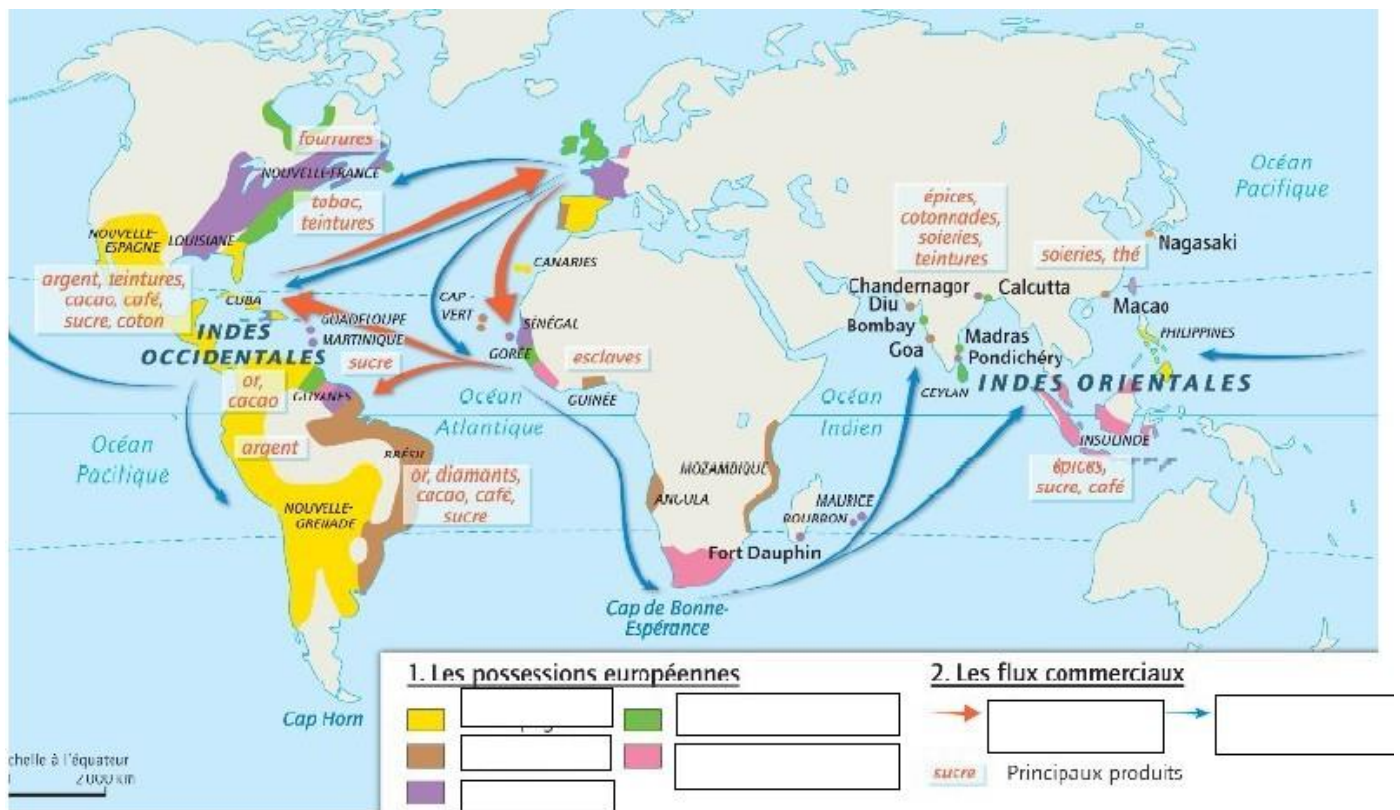 fourrures
NOUVELLE-FRANCE
tabac,
teintures
NOUVELLE-
ESPAGNE
LOUISIANE
argent, teintures,
cacao, café,
sucre, coton
CUBA
INDES
OCCIDENTALES
GUADELOUPE
MARTINIQUE
sucre
or,
cacao
GUYANES
argent
BRÉSIL
or, diamants,
cacao, café,
sucre
NOUVELLE-
GRENADE
Océan
Pacifique
Cap Horn
CANARIES
CAP -
VERT
SÉNÉGAL
GORÉE
esclaves
GUINÉE
Océan
Atlantique
ANGOLA
MOZAMBIQUE
MAURICE
BOURBON
Fort Dauphin
Cap de Bonne-
Espérance
Océan
Indien
épices,
cotonnades,
soieries,
teintures
Chandernagor
Calcutta
Diu
Bombay
Goa
Madras
Pondichéry
CEYLAN
INDES ORIENTALES
soieries, thé
Nagasaki
Macao
PHILIPPINES
INSULINDE
épices,
sucre, café
Océan
Pacifique
1. Les possessions européennes
2. Les flux commerciaux
sucre Principaux produits
chelle à l'équateur
2 000 km